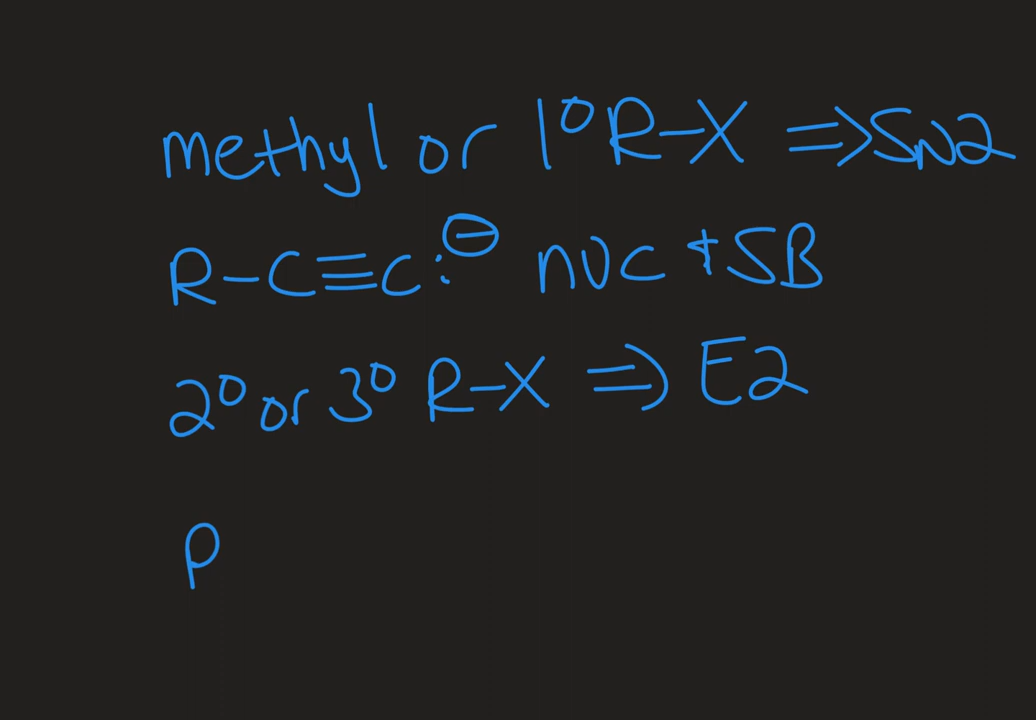 methyl or 1° R-X ⇒ SN2
R-C≡C:⊖ nuc + SB
2° or 3° R-X ⇒ E2
P